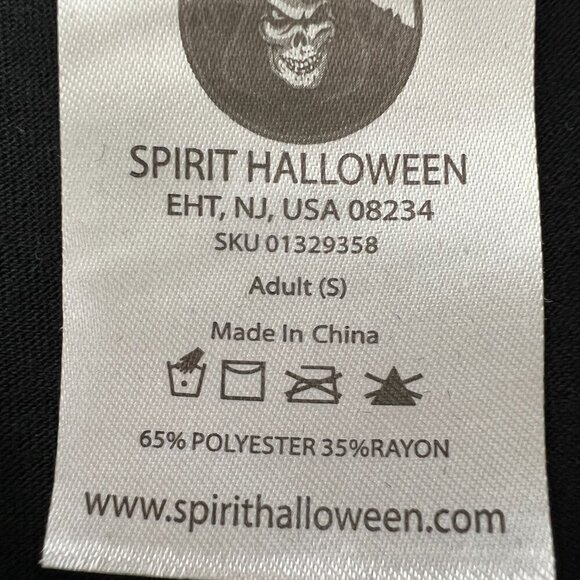 SPIRIT HALLOWEEN
EHT, NJ, USA 08234
SKU 01329358
Adult (S)
Made In China
65% POLYESTER 35%RAYON
www.spirithalloween.com